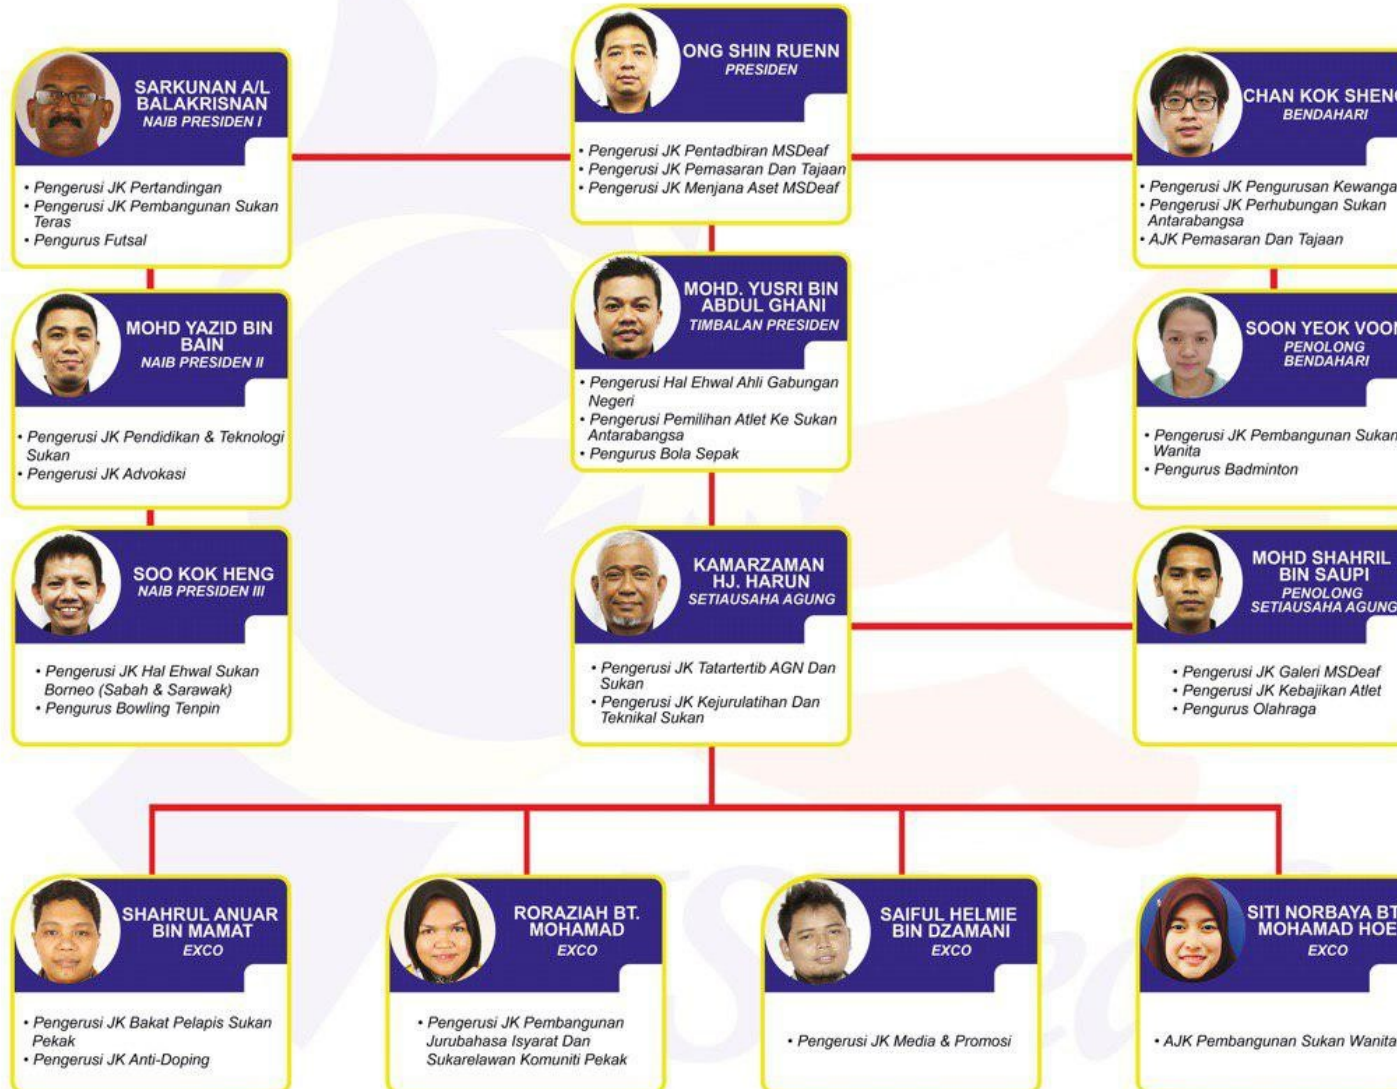 ONG SHIN RUENN
PRESIDEN
• Pengerusi JK Pentadbiran MSDeaf
• Pengerusi JK Pemasaran Dan Tajaan
• Pengerusi JK Menjana Aset MSDeaf
SARKUNAN A/L
BALAKRISNAN
NAIB PRESIDEN I
• Pengerusi JK Pertandingan
• Pengerusi JK Pembangunan Sukan
Teras
• Pengurus Futsal
CHAN KOK SHENG
BENDAHARI
• Pengerusi JK Pengurusan Kewanga
• Pengerusi JK Perhubungan Sukan
Antarabangsa
• AJK Pemasaran Dan Tajaan
MOHD YAZID BIN
BAIN
NAIB PRESIDEN II
• Pengerusi JK Pendidikan & Teknologi
Sukan
• Pengerusi JK Advokasi
MOHD. YUSRI BIN
ABDUL GHANI
TIMBALAN PRESIDEN
• Pengerusi Hal Ehwal Ahli Gabungan
Negeri
• Pengerusi Pemilihan Atlet Ke Sukan
Antarabangsa
• Pengurus Bola Sepak
SOON YEOK VOON
PENOLONG
BENDAHARI
• Pengerusi JK Pembangunan Sukan
Wanita
• Pengurus Badminton
SOO KOK HENG
NAIB PRESIDEN III
• Pengerusi JK Hal Ehwal Sukan
Borneo (Sabah & Sarawak)
• Pengurus Bowling Tenpin
KAMARZAMAN
HJ. HARUN
SETIAUSAHA AGUNG
• Pengerusi JK Tatartertib AGN Dan
Sukan
• Pengerusi JK Kejurulatihan Dan
Teknikal Sukan
MOHD SHAHRIL
BIN SAUPI
PENOLONG
SETIAUSAHA AGUNG
• Pengerusi JK Galeri MSDeaf
• Pengerusi JK Kebajikan Atlet
• Pengurus Olahraga
SHAHRUL ANUAR
BIN MAMAT
EXCO
• Pengerusi JK Bakat Pelapis Sukan
Pekak
• Pengerusi JK Anti-Doping
RORAZIAH BT.
MOHAMAD
EXCO
• Pengerusi JK Pembangunan
Jurubahasa Isyarat Dan
Sukarelawan Komuniti Pekak
SAIFUL HELMIE
BIN DZAMANI
EXCO
• Pengerusi JK Media & Promosi
SITI NORBAYA BT
MOHAMAD HOE
EXCO
• AJK Pembangunan Sukan Wanita